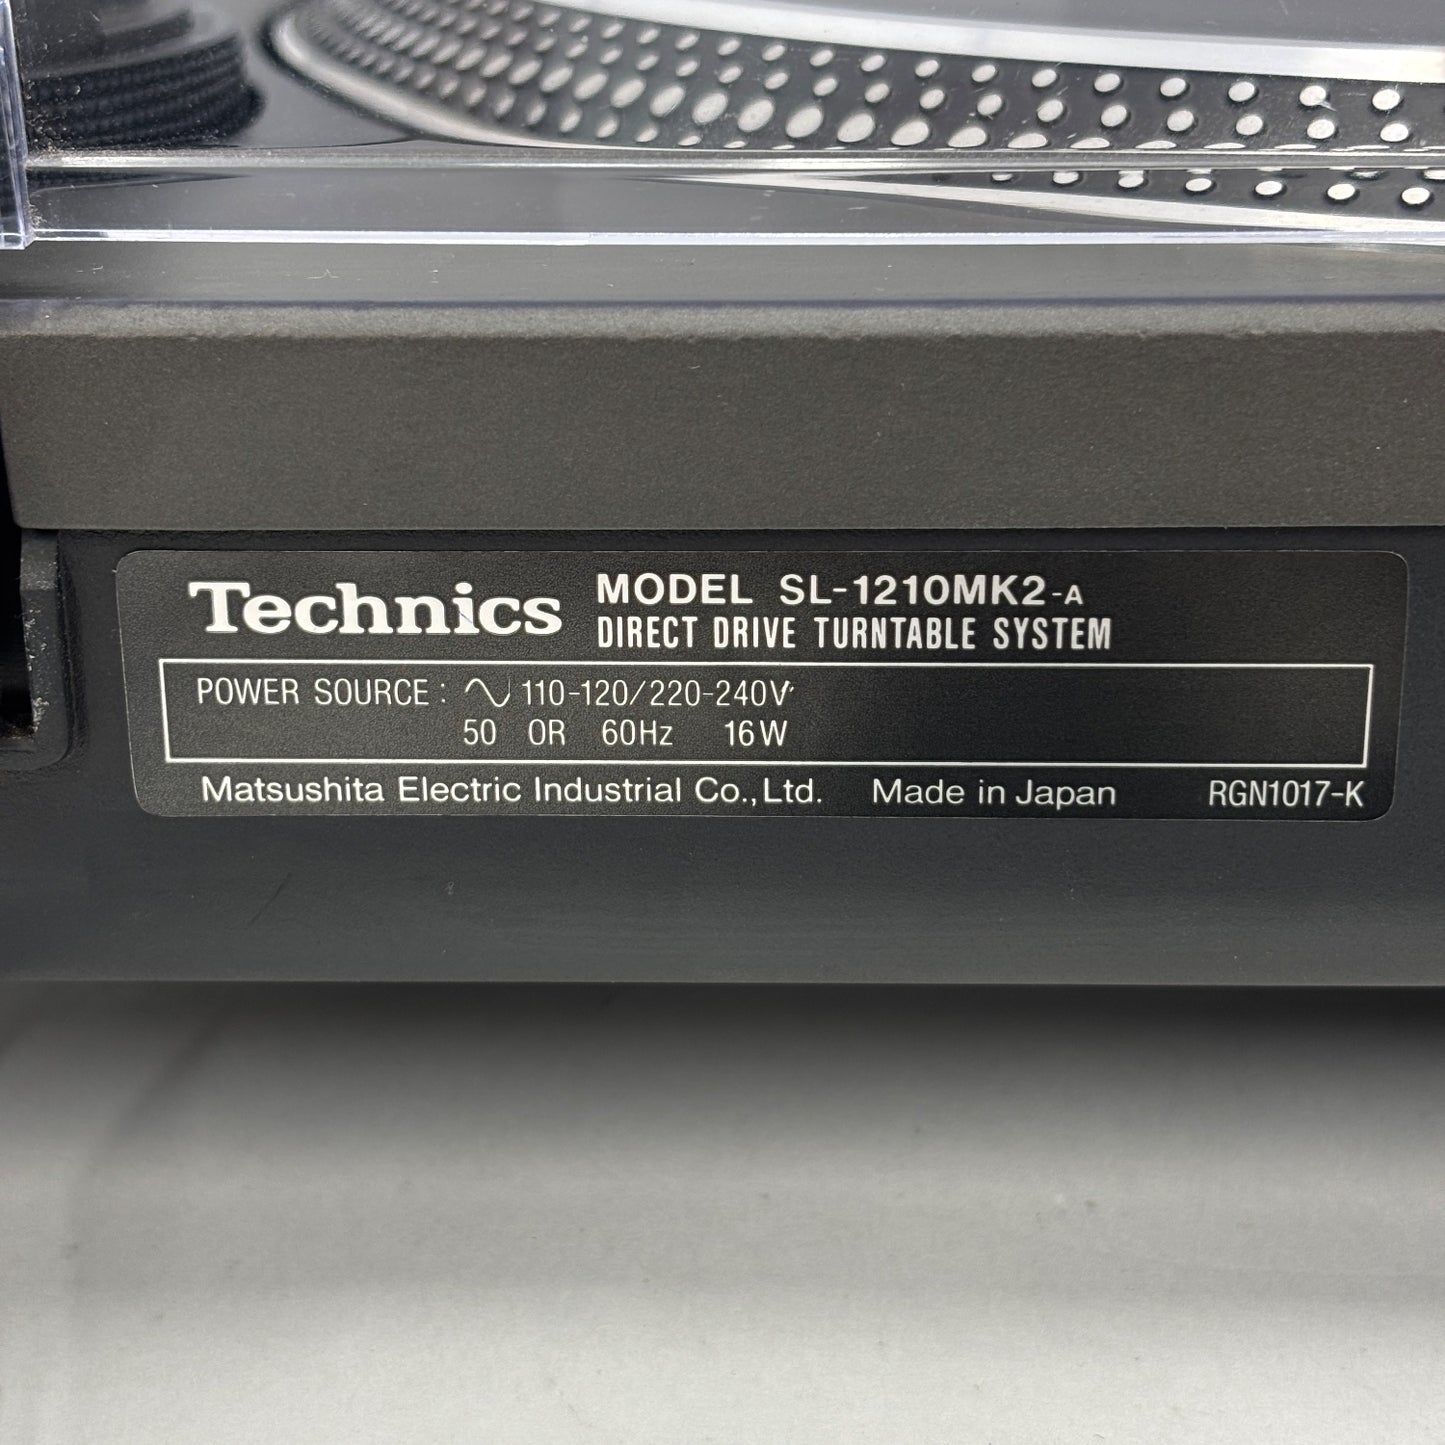 Technics MODEL SL-1210MK2-A
DIRECT DRIVE TURNTABLE SYSTEM
POWER SOURCE : ∿ 110-120/220-240V
50 OR 60Hz 16W
Matsushita Electric Industrial Co.,Ltd. Made in Japan RGN1017-K